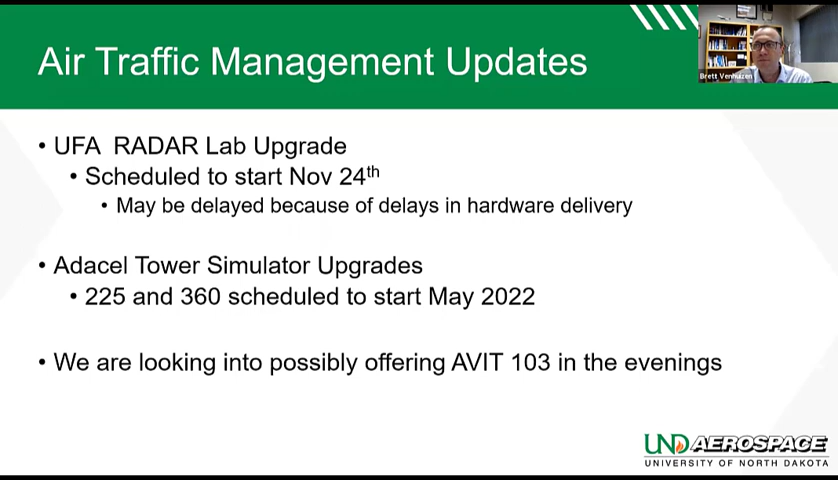 Air Traffic Management Updates
Brett Venhuizen
• UFA RADAR Lab Upgrade
• Scheduled to start Nov 24th
• May be delayed because of delays in hardware delivery
• Adacel Tower Simulator Upgrades
• 225 and 360 scheduled to start May 2022
• We are looking into possibly offering AVIT 103 in the evenings
UND AEROSPACE
UNIVERSITY OF NORTH DAKOTA